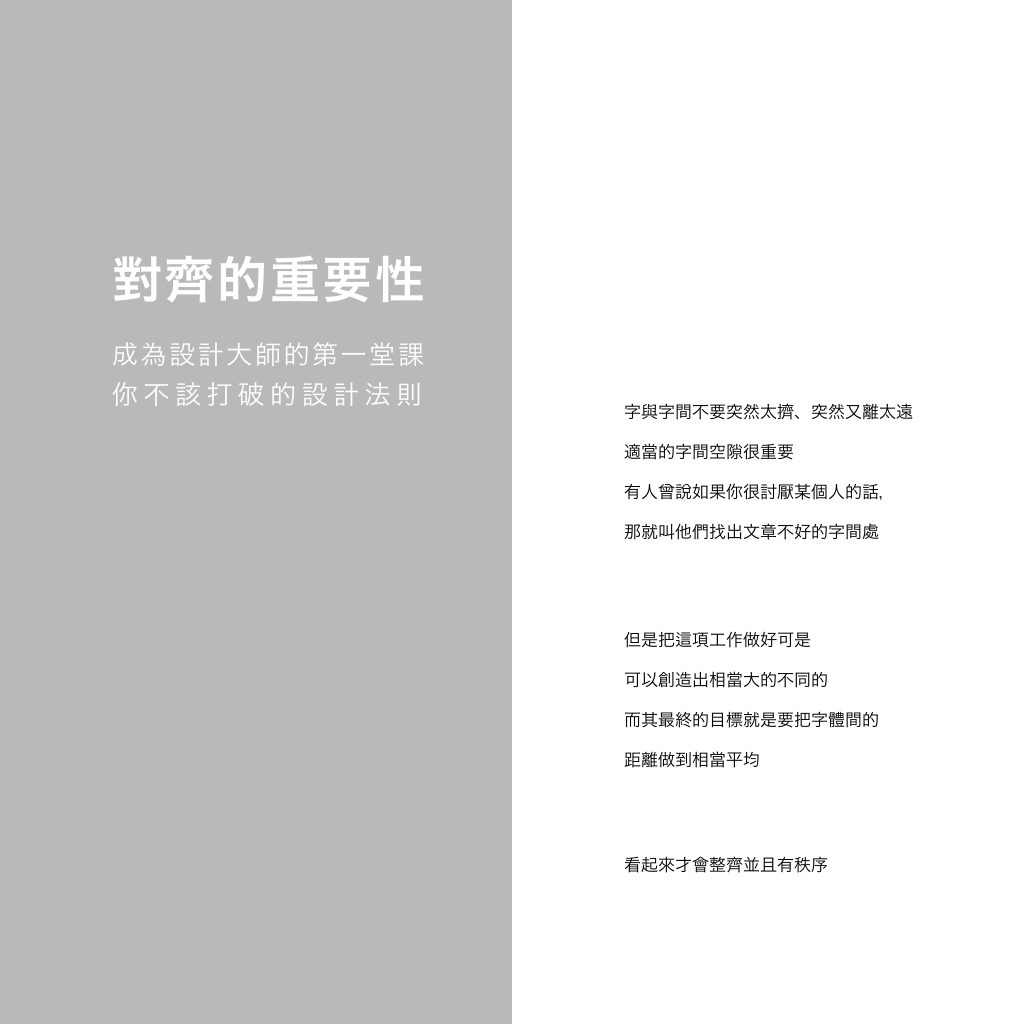 對齊的重要性
成為設計大師的第一堂課
你不該打破的設計法則
字與字間不要突然太擠、突然又離太遠
適當的字間空隙很重要
有人曾說如果你很討厭某個人的話,
那就叫他們找出文章不好的字間處
但是把這項工作做好可是
可以創造出相當大的不同的
而其最終的目標就是要把字體間的
距離做到相當平均
看起來才會整齊並且有秩序